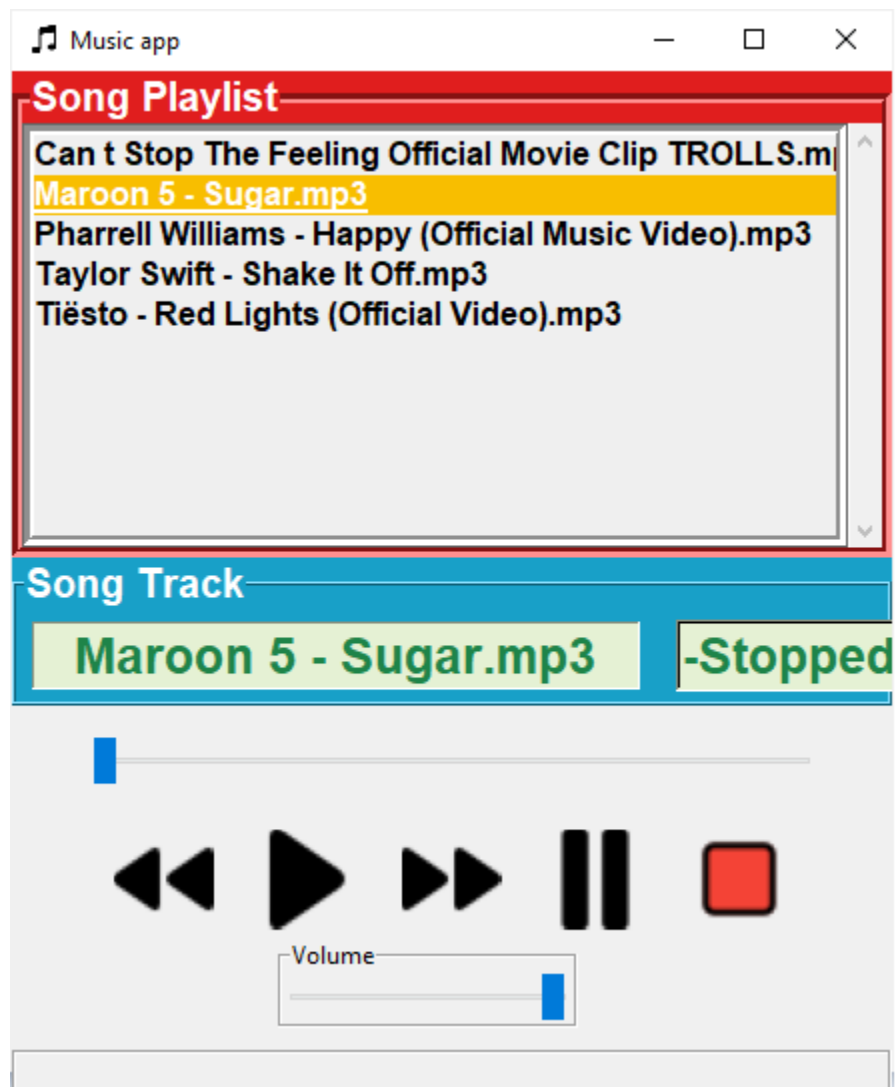 Music app
Song Playlist
Can t Stop The Feeling Official Movie Clip TROLLS.m
Maroon 5 - Sugar.mp3
Pharrell Williams - Happy (Official Music Video).mp3
Taylor Swift - Shake It Off.mp3
Tiësto - Red Lights (Official Video).mp3
Song Track
Maroon 5 - Sugar.mp3 -Stopped
Volume